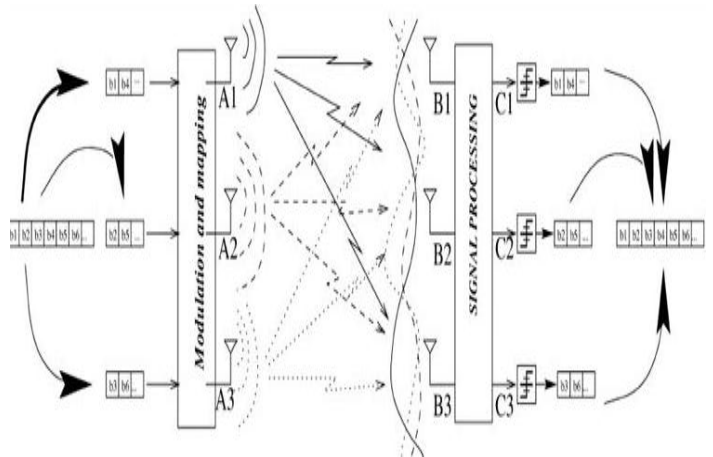 b1 b4 ...
A1
B1
C1
b1 b4 ...
b1 b2 b3 b4 b5 b6 ...
b2 b5 ...
Modulation and mapping
A2
B2
SIGNAL PROCESSING
C2
b2 b5 ...
b1 b2 b3 b4 b5 b6 ...
b3 b6 ...
A3
B3
C3
b3 b6 ...